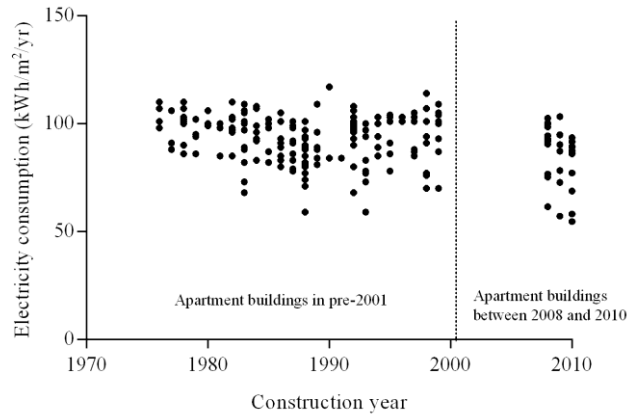 150
100
50
0
Electricity consumption (kWh/m²/yr)
Apartment buildings in pre-2001
Apartment buildings
between 2008 and 2010
1970
1980
1990
2000
2010
Construction year